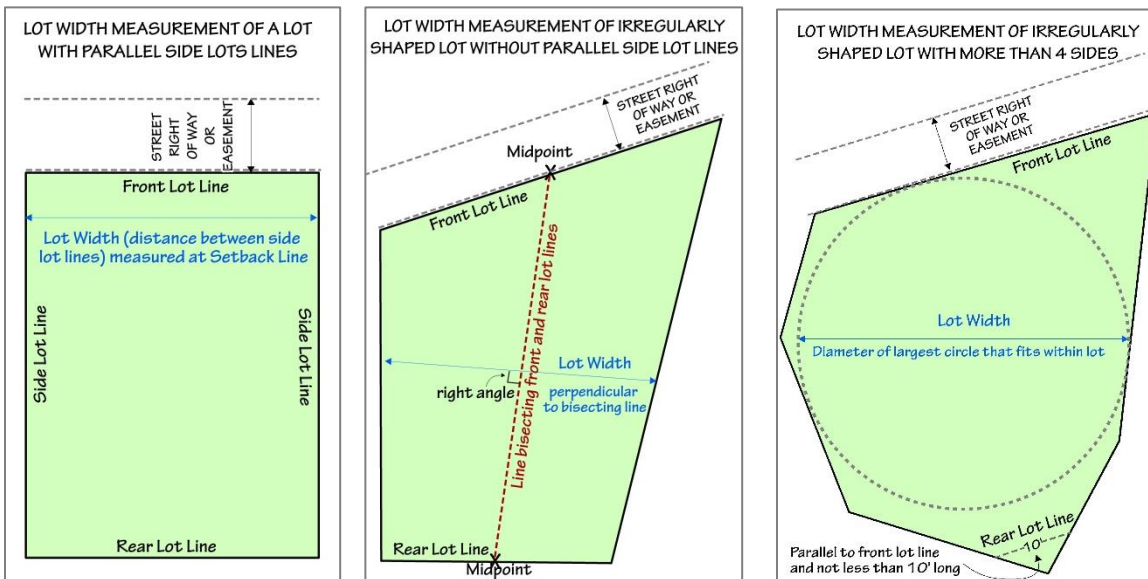 LOT WIDTH MEASUREMENT OF A LOT
WITH PARALLEL SIDE LOTS LINES
STREET
RIGHT
OF WAY
OR
EASEMENT
Front Lot Line
Lot Width (distance between side
lot lines) measured at Setback Line
Side Lot Line
Side Lot Line
Rear Lot Line
LOT WIDTH MEASUREMENT OF IRREGULARLY
SHAPED LOT WITHOUT PARALLEL SIDE LOT LINES
STREET RIGHT
OF WAY OR
EASEMENT
Midpoint
Front Lot Line
Line bisecting front and rear lot lines
Lot Width
right angle
perpendicular
to bisecting line
Rear Lot Line
Midpoint
LOT WIDTH MEASUREMENT OF IRREGULARLY
SHAPED LOT WITH MORE THAN 4 SIDES
STREET RIGHT
OF WAY OR
EASEMENT
Front Lot Line
Lot Width
Diameter of largest circle that fits within lot
Rear Lot Line
10'
Parallel to front lot line
and not less than 10' long